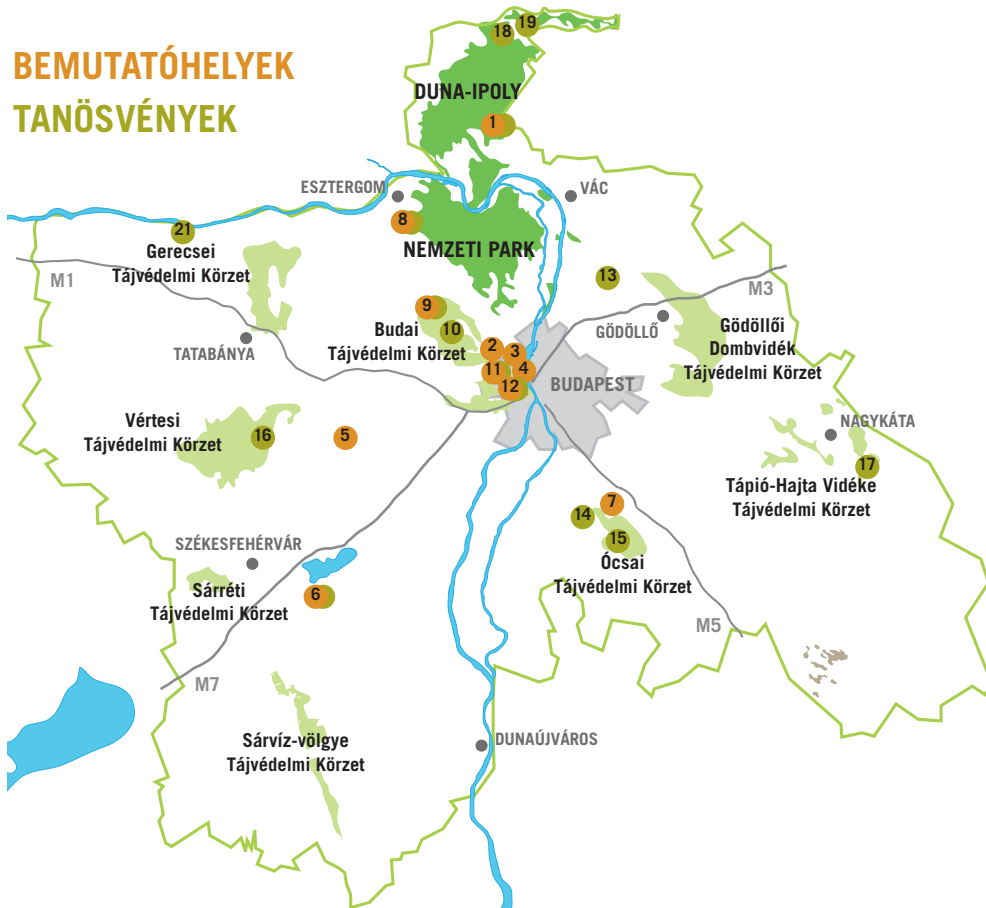 BEMUTATÓHELYEK
TANÖSVÉNYEK
18
19
DUNA-IPOLY
1
ESZTERGOM
VÁC
8
21
NEMZETI PARK
Gerecsei
Tájvédelmi Körzet
M1
13
M3
9
10
Budai
Tájvédelmi Körzet
TATABÁNYA
GÖDÖLLŐ
Gödöllői
Dombvidék
Tájvédelmi Körzet
2
3
11
4
12
BUDAPEST
Vértesi
Tájvédelmi Körzet
16
5
NAGYKÁTA
17
Tápió-Hajta Vidéke
Tájvédelmi Körzet
7
14
15
Ócsai
Tájvédelmi Körzet
SZÉKESFEHÉRVÁR
Sárréti
Tájvédelmi Körzet
6
M5
M7
Sárvíz-völgye
Tájvédelmi Körzet
DUNAÚJVÁROS